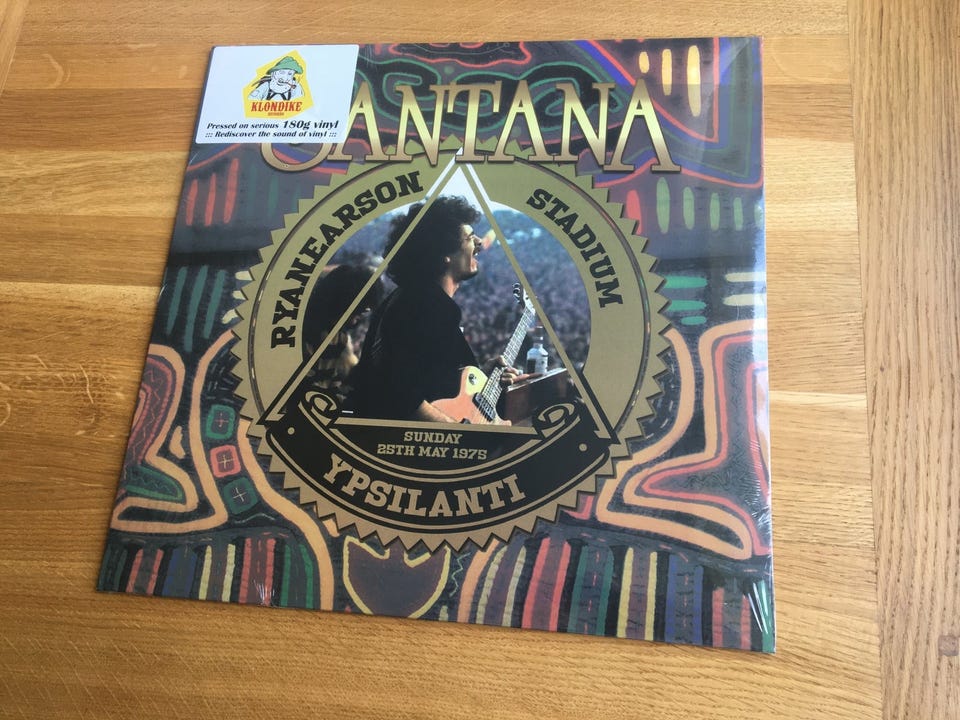 KLONDIKE
RECORDS
Pressed on serious 180g vinyl
::: Rediscover the sound of vinyl :::
SANTANA
RYANEARSON STADIUM
SUNDAY
25TH MAY 1975
YPSILANTI